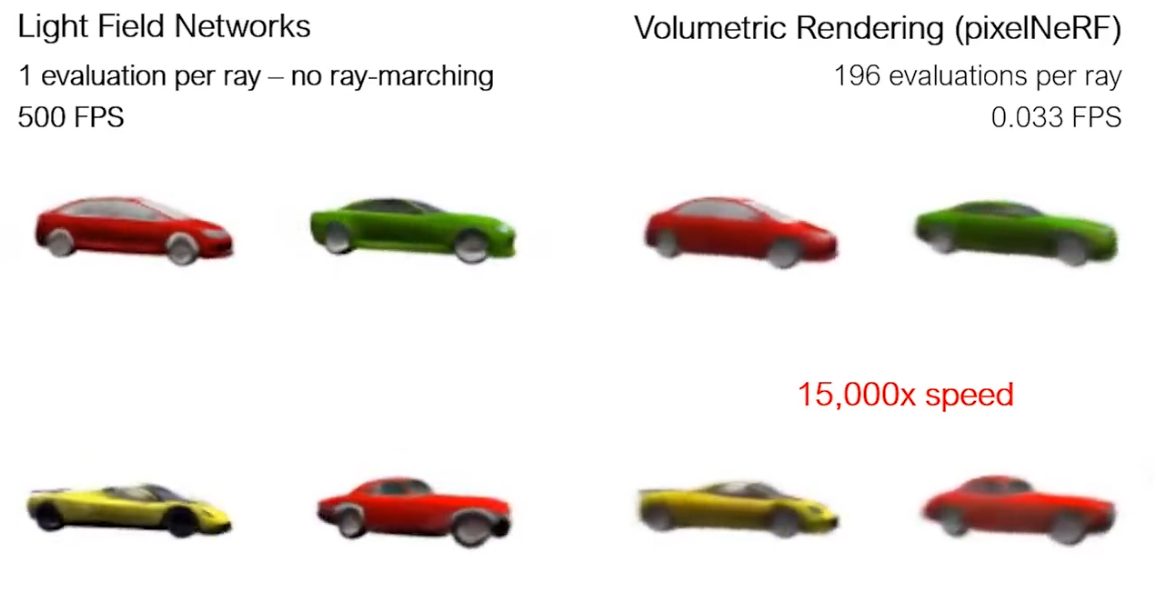 Light Field Networks
1 evaluation per ray – no ray-marching
500 FPS
Volumetric Rendering (pixelNeRF)
196 evaluations per ray
0.033 FPS
15,000x speed